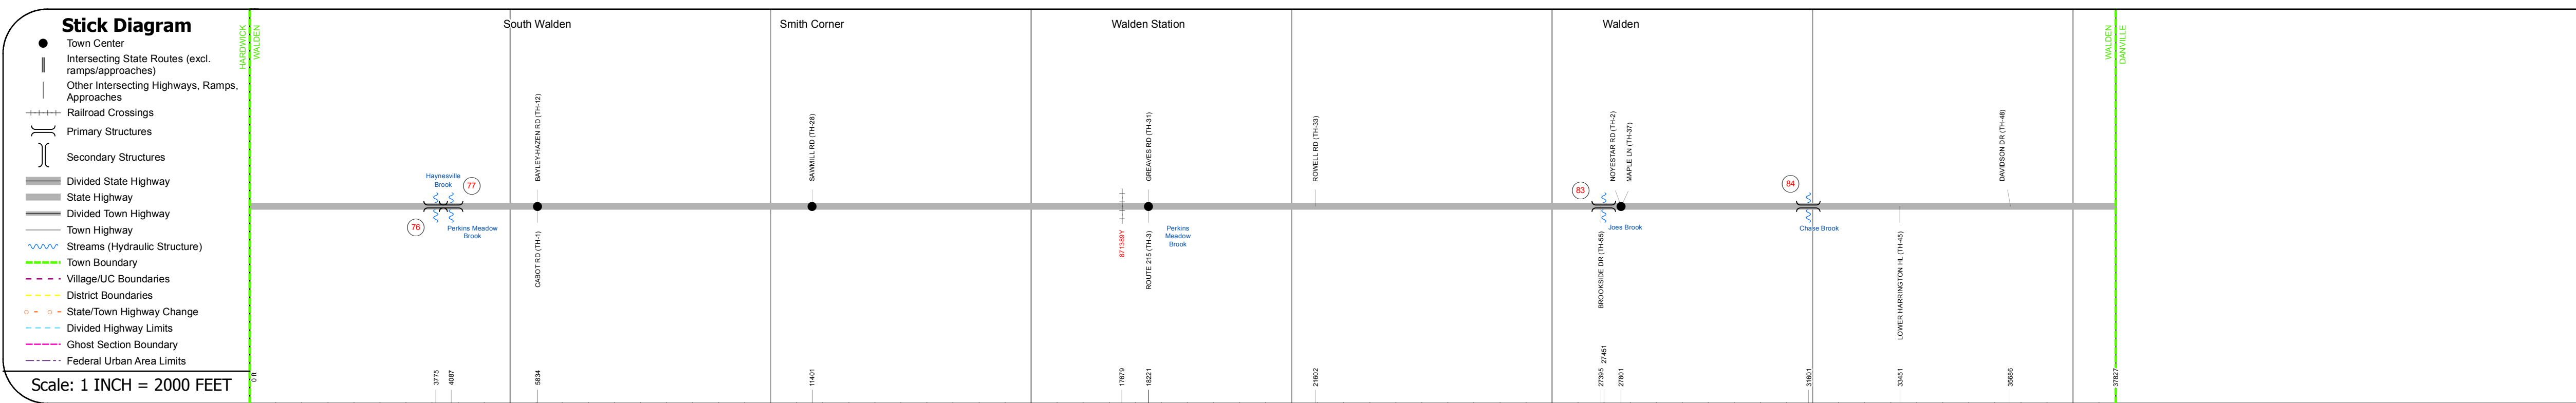 Stick Diagram
Town Center
Intersecting State Routes (excl.
ramps/approaches)
Other Intersecting Highways, Ramps,
Approaches
Railroad Crossings
Primary Structures
Secondary Structures
Divided State Highway
State Highway
Divided Town Highway
Town Highway
Streams (Hydraulic Structure)
Town Boundary
Village/UC Boundaries
District Boundaries
State/Town Highway Change
Divided Highway Limits
Ghost Section Boundary
Federal Urban Area Limits
Scale: 1 INCH = 2000 FEET
HARDWICK
WALDEN
South Walden
Smith Corner
Walden Station
Walden
WALDEN
DANVILLE
BAYLEY-HAZEN RD (TH-12)
SAWMILL RD (TH-28)
GREAVES RD (TH-31)
ROWELL RD (TH-33)
NOYESTAR RD (TH-2)
MAPLE LN (TH-37)
DAVIDSON DR (TH-48)
Haynesville
Brook
77
76
Perkins Meadow
Brook
83
84
CABOT RD (TH-1)
871389Y
ROUTE 215 (TH-3)
Perkins
Meadow
Brook
BROOKSIDE DR (TH-55)
Joes Brook
Chase Brook
LOWER HARRINGTON HL (TH-45)
0 ft
3775
4087
5834
11401
17679
18221
21602
27395
27451
27801
31601
33451
35686
37827